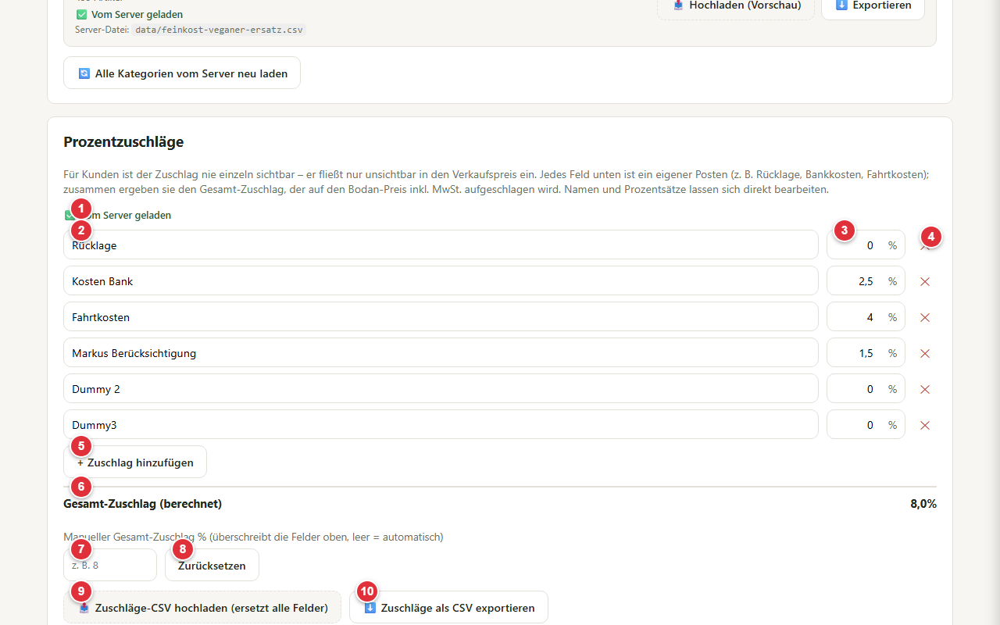 Vom Server geladen
Server-Datei: data/feinkost-veganer-ersatz.csv
Hochladen (Vorschau)
Exportieren
Alle Kategorien vom Server neu laden
Prozentzuschläge
Für Kunden ist der Zuschlag nie einzeln sichtbar – er fließt nur unsichtbar in den Verkaufspreis ein. Jedes Feld unten ist ein eigener Posten (z. B. Rücklage, Bankkosten, Fahrtkosten);
zusammen ergeben sie den Gesamt-Zuschlag, der auf den Bodan-Preis inkl. MwSt. aufgeschlagen wird. Namen und Prozentsätze lassen sich direkt bearbeiten.
1
Vom Server geladen
2
3
4
Rücklage 0 %
Kosten Bank 2,5 %
Fahrtkosten 4 %
Markus Berücksichtigung 1,5 %
Dummy 2 0 %
Dummy3 0 %
5
+ Zuschlag hinzufügen
6
Gesamt-Zuschlag (berechnet) 8,0%
Manueller Gesamt-Zuschlag % (überschreibt die Felder oben, leer = automatisch)
7
8
z. B. 8
Zurücksetzen
9
10
Zuschläge-CSV hochladen (ersetzt alle Felder)
Zuschläge als CSV exportieren